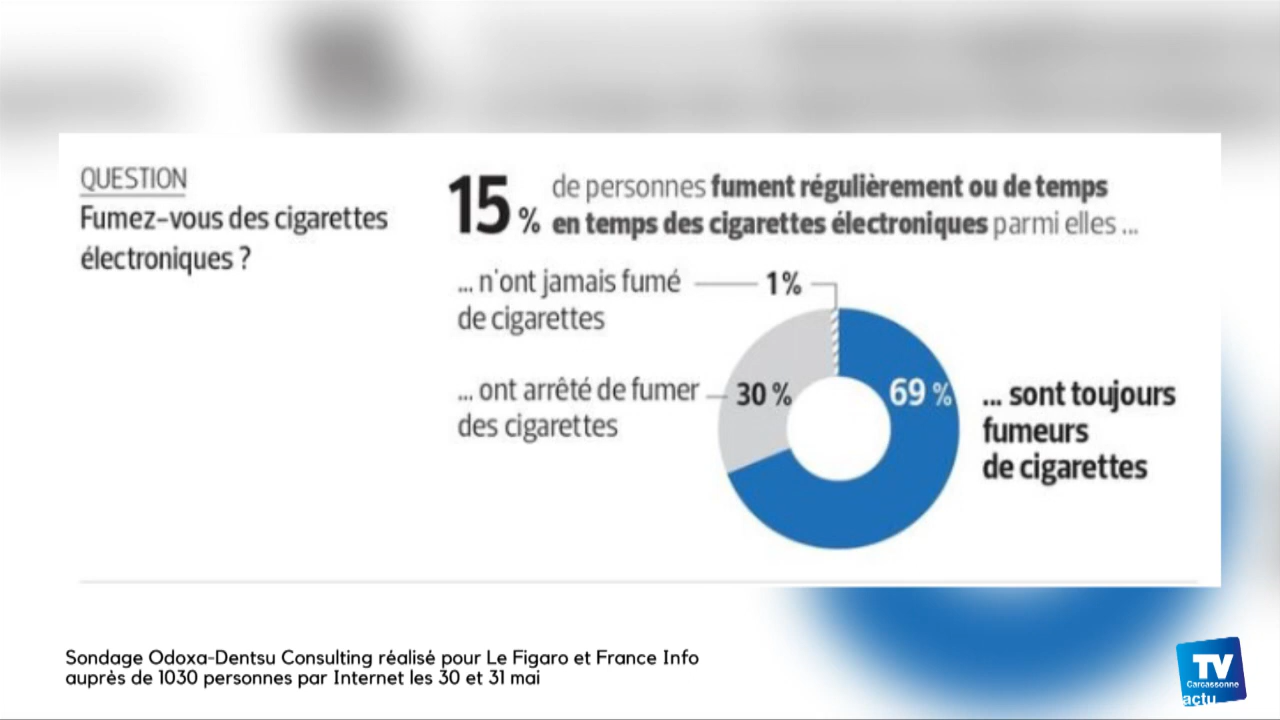 QUESTION
Fumez-vous des cigarettes
électroniques ?
15 % de personnes fument régulièrement ou de temps
en temps des cigarettes électroniques parmi elles ...
... n'ont jamais fumé
de cigarettes
1%
... ont arrêté de fumer
des cigarettes
30 %
69 %
... sont toujours
fumeurs
de cigarettes
Sondage Odoxa-Dentsu Consulting réalisé pour Le Figaro et France Info
auprès de 1030 personnes par Internet les 30 et 31 mai
TV
Carcassonne
actu